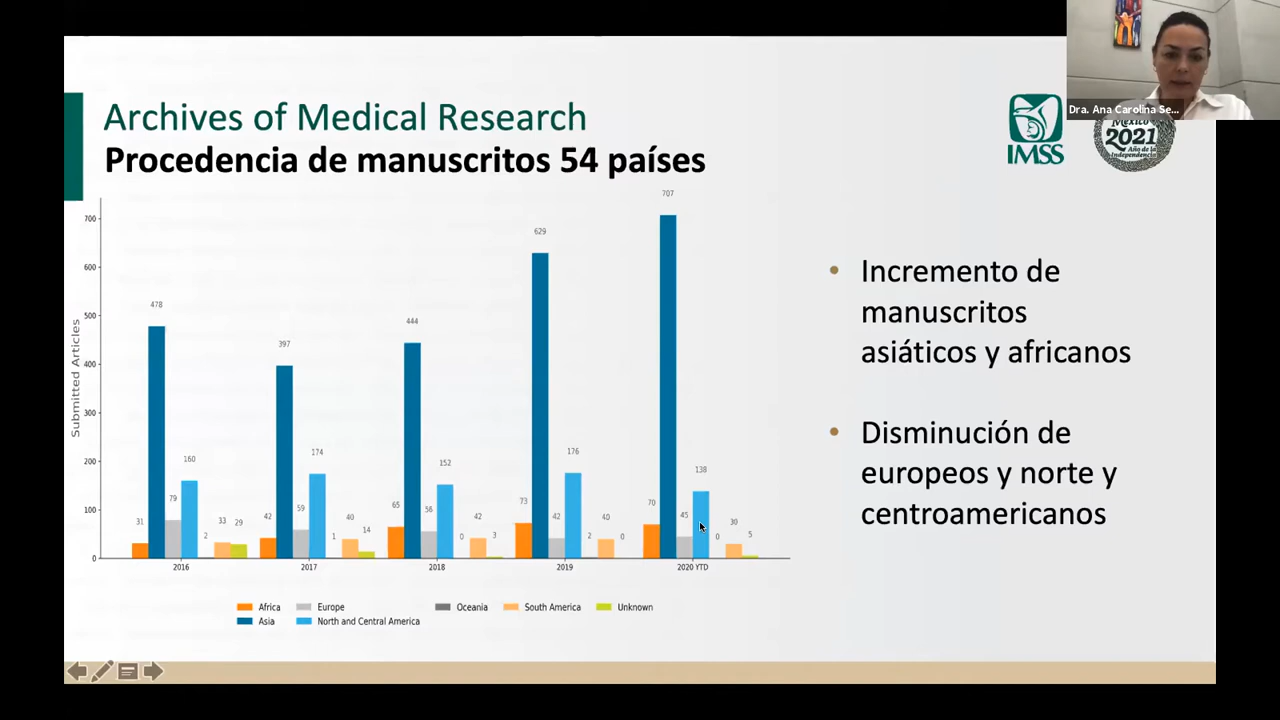 Dra. Ana Carolina Se...
Archives of Medical Research
Procedencia de manuscritos 54 países
IMSS
México
2021
Año de la
Independencia
Submitted Articles
700
600
500
400
300
200
100
0
31
478
79
160
2
33
29
42
397
59
174
1
40
14
65
444
56
152
0
42
3
73
629
42
176
2
40
0
70
707
45
138
0
30
5
2016
2017
2018
2019
2020 YTD
Africa
Europe
Oceania
South America
Unknown
Asia
North and Central America
• Incremento de
manuscritos
asiáticos y africanos
• Disminución de
europeos y norte y
centroamericanos